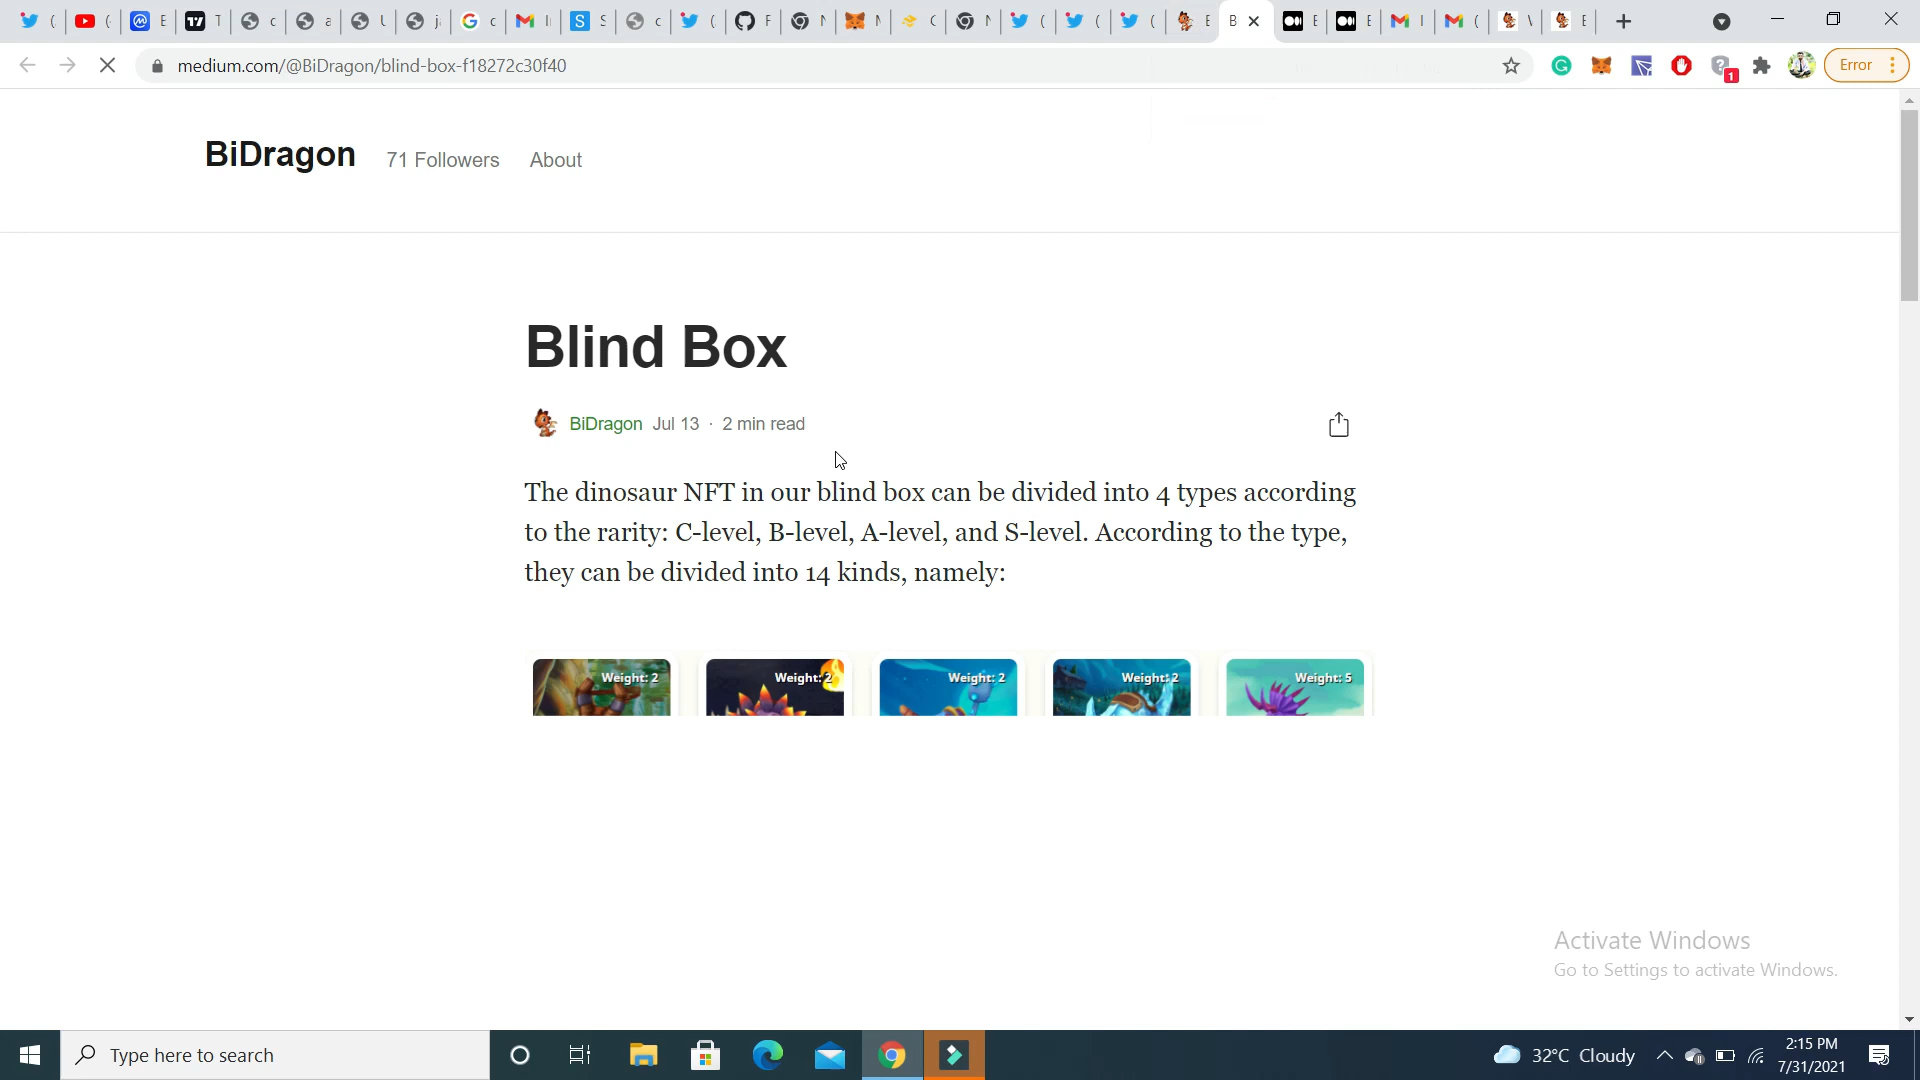 medium.com/@BiDragon/blind-box-f18272c30f40
1
Error
BiDragon
71 Followers
About
Blind Box
BiDragon Jul 13 · 2 min read
The dinosaur NFT in our blind box can be divided into 4 types according
to the rarity: C-level, B-level, A-level, and S-level. According to the type,
they can be divided into 14 kinds, namely:
Weight: 2
Weight: 2
Weight: 2
Weight: 2
Weight: 5
Activate Windows
Go to Settings to activate Windows.
Type here to search
32°C Cloudy
2:15 PM
7/31/2021